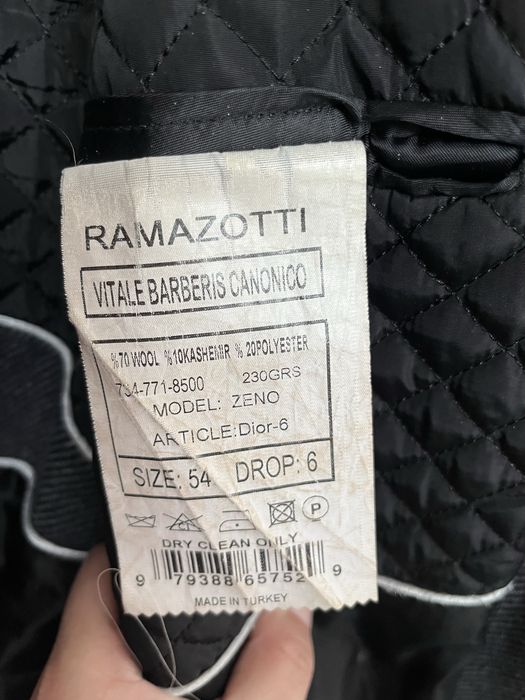 RAMAZOTTI
VITALE BARBERIS CANONICO
%70 WOOL %10KASHEMIR % 20POLYESTER
734-771-8500 230GRS
MODEL: ZENO
ARTICLE:Dior-6
SIZE: 54 DROP: 6
P
DRY CLEAN ONLY
9 79388 65752 9
MADE IN TURKEY